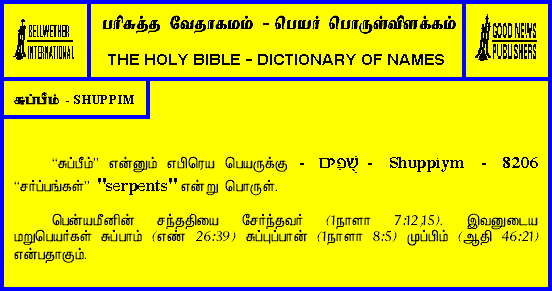 BELLWETHER
INTERNATIONAL
பரிசுத்த வேதாகமம் - பெயர் பொருள்விளக்கம்
THE HOLY BIBLE - DICTIONARY OF NAMES
GOOD NEWS
PUBLISHERS
சுப்பீம் - SHUPPIM
“சுப்பீம்” என்னும் எபிரெய பெயருக்கு - שֻׁפִּים - Shuppiym - 8206
“சர்ப்பங்கள்” "serpents" என்று பொருள்.
பென்யமீனின் சந்ததியை சேர்ந்தவர் (1நாளா 7:12,15). இவனுடைய
மறுபெயர்கள் சுப்பாம் (எண் 26:39) சுப்புப்பான் (1நாளா 8:5) முப்பிம் (ஆதி 46:21)
என்பதாகும்.